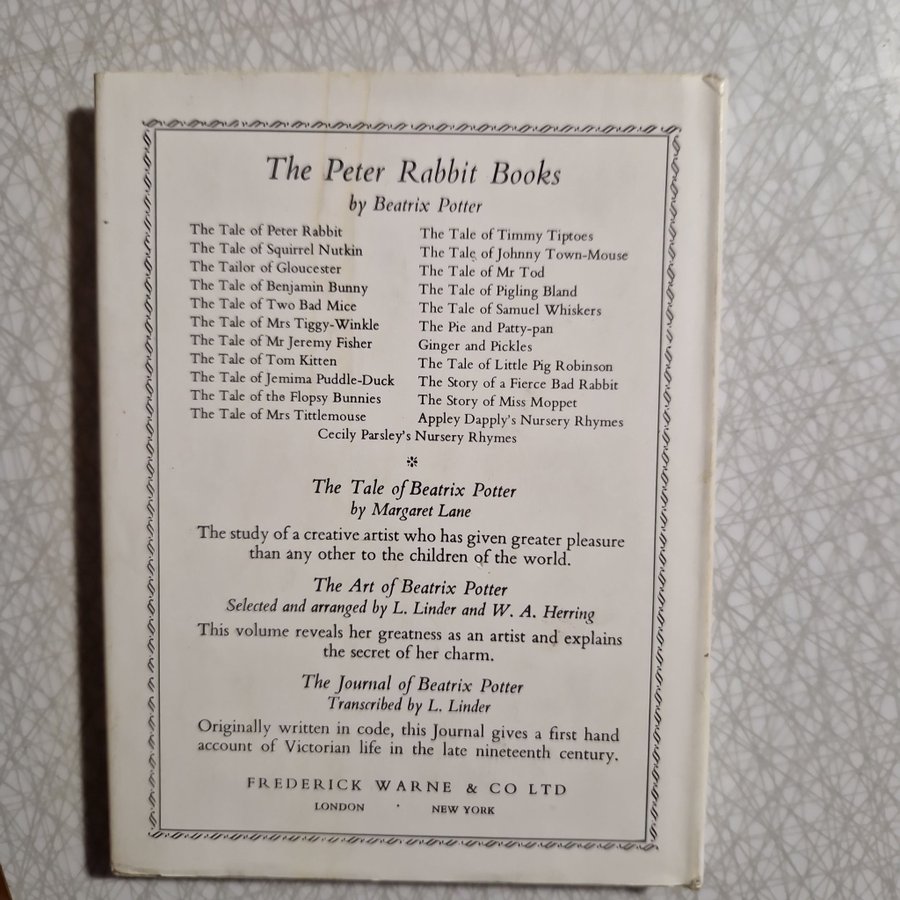 The Peter Rabbit Books
by Beatrix Potter
The Tale of Peter Rabbit
The Tale of Squirrel Nutkin
The Tailor of Gloucester
The Tale of Benjamin Bunny
The Tale of Two Bad Mice
The Tale of Mrs Tiggy-Winkle
The Tale of Mr Jeremy Fisher
The Tale of Tom Kitten
The Tale of Jemima Puddle-Duck
The Tale of the Flopsy Bunnies
The Tale of Mrs Tittlemouse
The Tale of Timmy Tiptoes
The Tale of Johnny Town-Mouse
The Tale of Mr Tod
The Tale of Pigling Bland
The Tale of Samuel Whiskers
The Pie and Patty-pan
Ginger and Pickles
The Tale of Little Pig Robinson
The Story of a Fierce Bad Rabbit
The Story of Miss Moppet
Appley Dapply's Nursery Rhymes
Cecily Parsley's Nursery Rhymes
The Tale of Beatrix Potter
by Margaret Lane
The study of a creative artist who has given greater pleasure
than any other to the children of the world.
The Art of Beatrix Potter
Selected and arranged by L. Linder and W. A. Herring
This volume reveals her greatness as an artist and explains
the secret of her charm.
The Journal of Beatrix Potter
Transcribed by L. Linder
Originally written in code, this Journal gives a first hand
account of Victorian life in the late nineteenth century.
FREDERICK WARNE & CO LTD
LONDON · NEW YORK